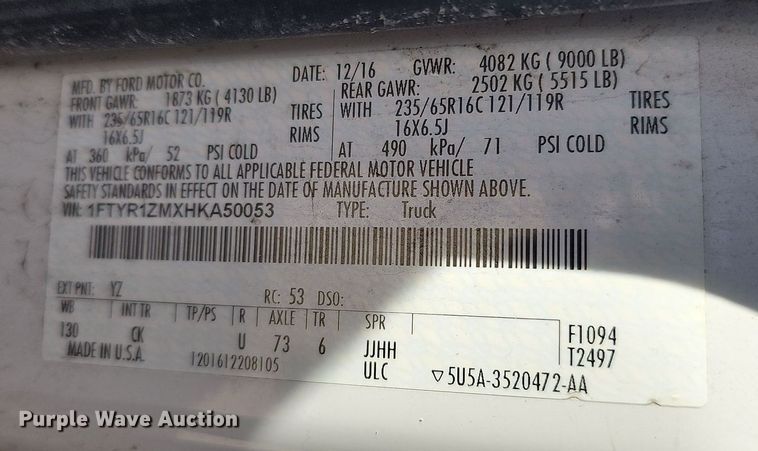 MFD. BY FORD MOTOR CO.
DATE: 12/16 GVWR: 4082 KG ( 9000 LB)
FRONT GAWR: 1873 KG ( 4130 LB)
REAR GAWR: 2502 KG ( 5515 LB)
WITH 235/65R16C 121/119R TIRES
WITH 235/65R16C 121/119R TIRES
16X6.5J RIMS
16X6.5J RIMS
AT 360 kPa/ 52 PSI COLD
AT 490 kPa/ 71 PSI COLD
THIS VEHICLE CONFORMS TO ALL APPLICABLE FEDERAL MOTOR VEHICLE
SAFETY STANDARDS IN EFFECT ON THE DATE OF MANUFACTURE SHOWN ABOVE.
VIN: 1FTYR1ZMXHKA50053 TYPE: Truck
EXT PNT: YZ RC: 53 DSO:
WB INT TR TP/PS R AXLE TR SPR
130 CK U 73 6 JJHH F1094
MADE IN U.S.A. 1201612208105 ULC T2497
▽5U5A-3520472-AA
Purple Wave Auction